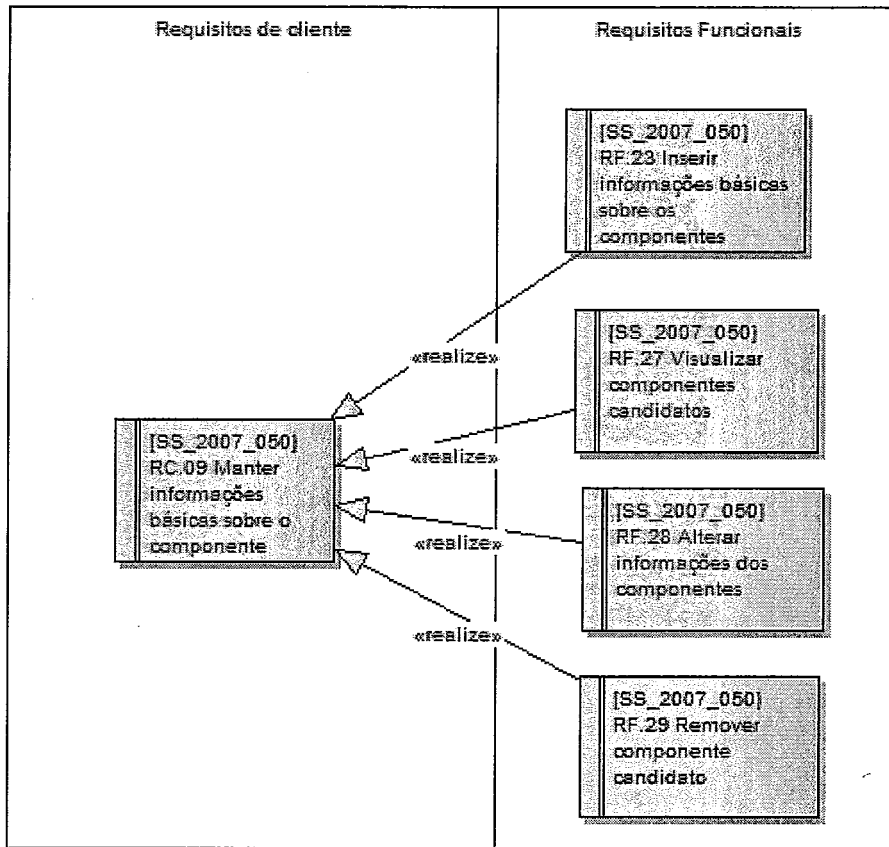 Requisitos de cliente
Requisitos Funcionais
[SS_2007_050]
RF.23 Inserir
informações básicas
sobre os
componentes
«realize»
[SS_2007_050]
RF.27 Visualizar
componentes
candidatos
[SS_2007_050]
RC.09 Manter
informações
básicas sobre o
componente
«realize»
[SS_2007_050]
RF.28 Alterar
informações dos
componentes
«realize»
«realize»
[SS_2007_050]
RF.29 Remover
componente
candidato